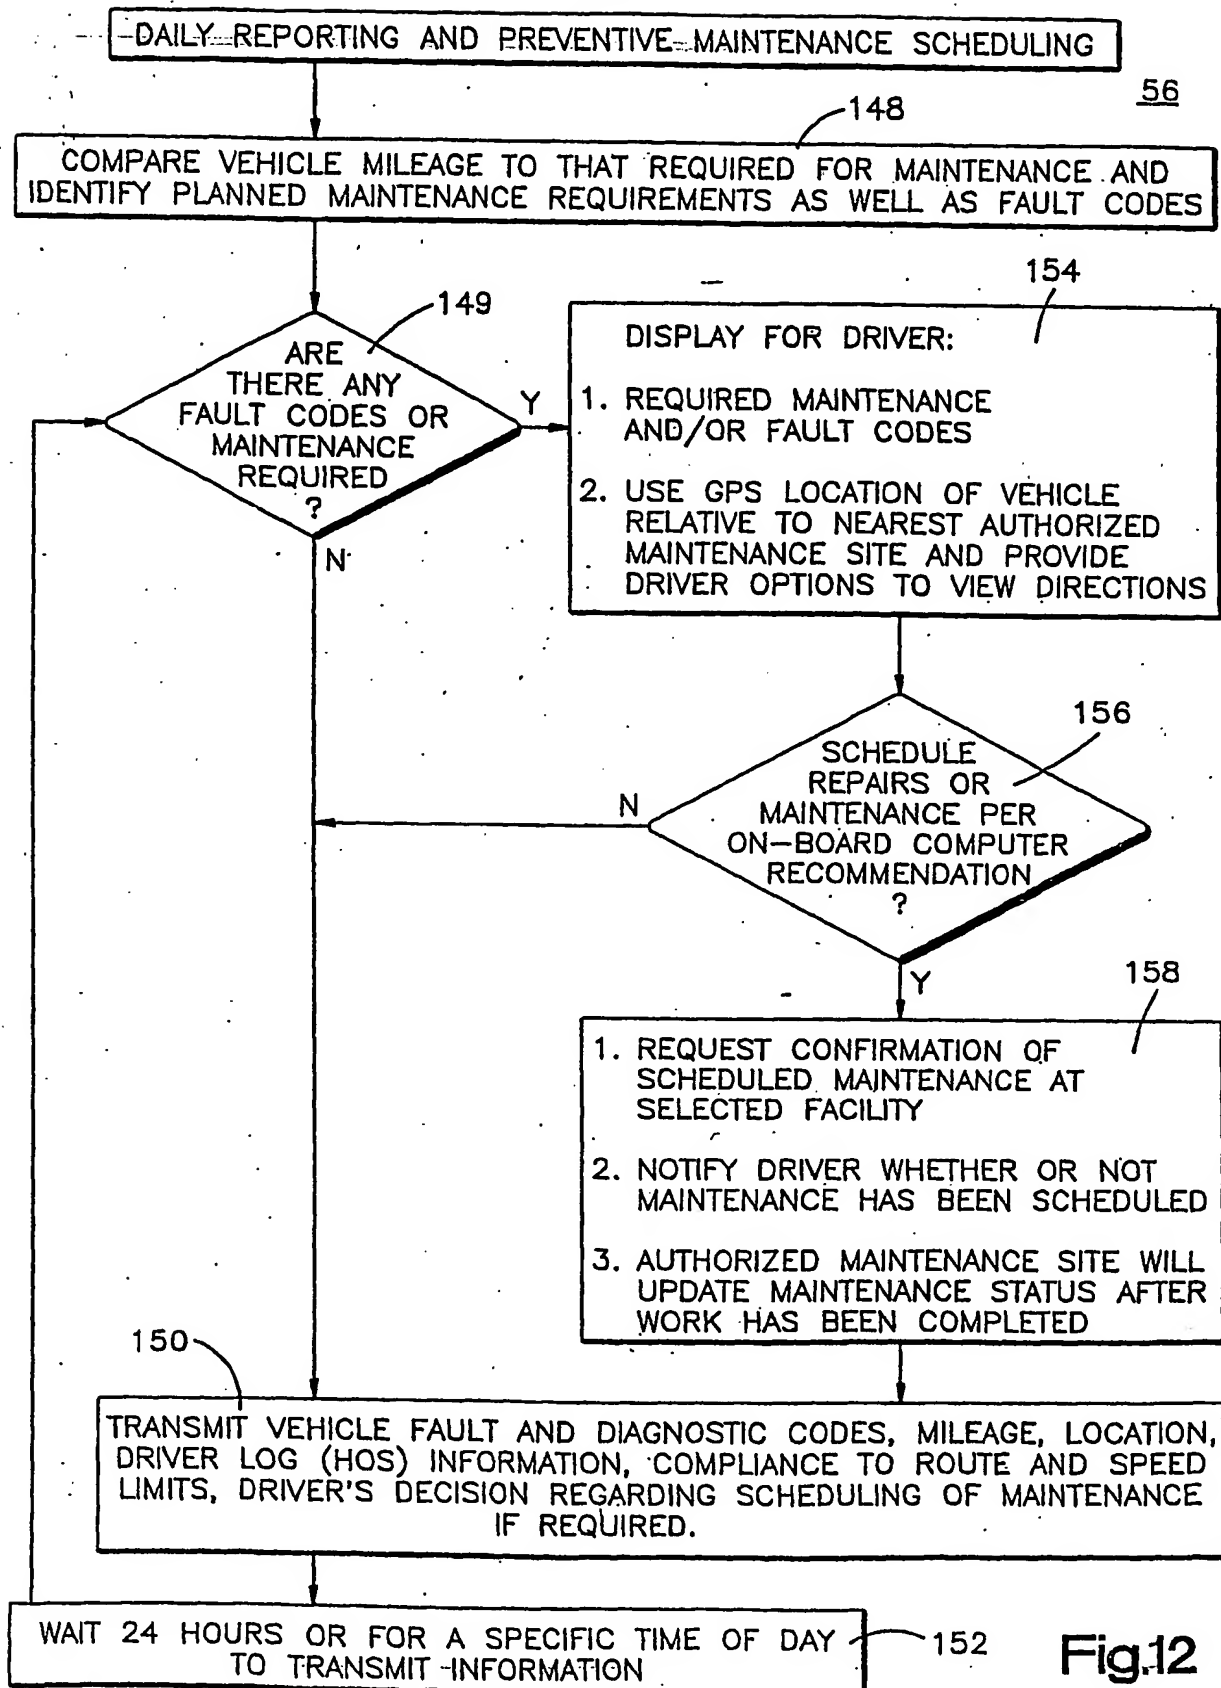 DAILY REPORTING AND PREVENTIVE MAINTENANCE SCHEDULING
56
148
COMPARE VEHICLE MILEAGE TO THAT REQUIRED FOR MAINTENANCE AND
IDENTIFY PLANNED MAINTENANCE REQUIREMENTS AS WELL AS FAULT CODES
149
ARE
THERE ANY
FAULT CODES OR
MAINTENANCE
REQUIRED
?
Y
N
154
DISPLAY FOR DRIVER:
1. REQUIRED MAINTENANCE
AND/OR FAULT CODES
2. USE GPS LOCATION OF VEHICLE
RELATIVE TO NEAREST AUTHORIZED
MAINTENANCE SITE AND PROVIDE
DRIVER OPTIONS TO VIEW DIRECTIONS
156
SCHEDULE
REPAIRS OR
MAINTENANCE PER
ON-BOARD COMPUTER
RECOMMENDATION
?
N
Y
158
1. REQUEST CONFIRMATION OF
SCHEDULED MAINTENANCE AT
SELECTED FACILITY
2. NOTIFY DRIVER WHETHER OR NOT
MAINTENANCE HAS BEEN SCHEDULED
3. AUTHORIZED MAINTENANCE SITE WILL
UPDATE MAINTENANCE STATUS AFTER
WORK HAS BEEN COMPLETED
150
TRANSMIT VEHICLE FAULT AND DIAGNOSTIC CODES, MILEAGE, LOCATION,
DRIVER LOG (HOS) INFORMATION, COMPLIANCE TO ROUTE AND SPEED
LIMITS, DRIVER'S DECISION REGARDING SCHEDULING OF MAINTENANCE
IF REQUIRED.
WAIT 24 HOURS OR FOR A SPECIFIC TIME OF DAY
TO TRANSMIT INFORMATION
152
Fig.12